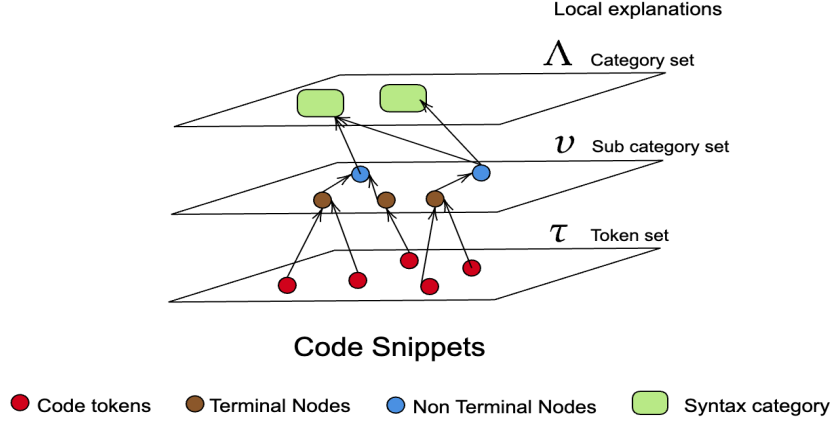 Local explanations
Λ Category set
υ Sub category set
τ Token set
Code Snippets
Code tokens Terminal Nodes Non Terminal Nodes Syntax category